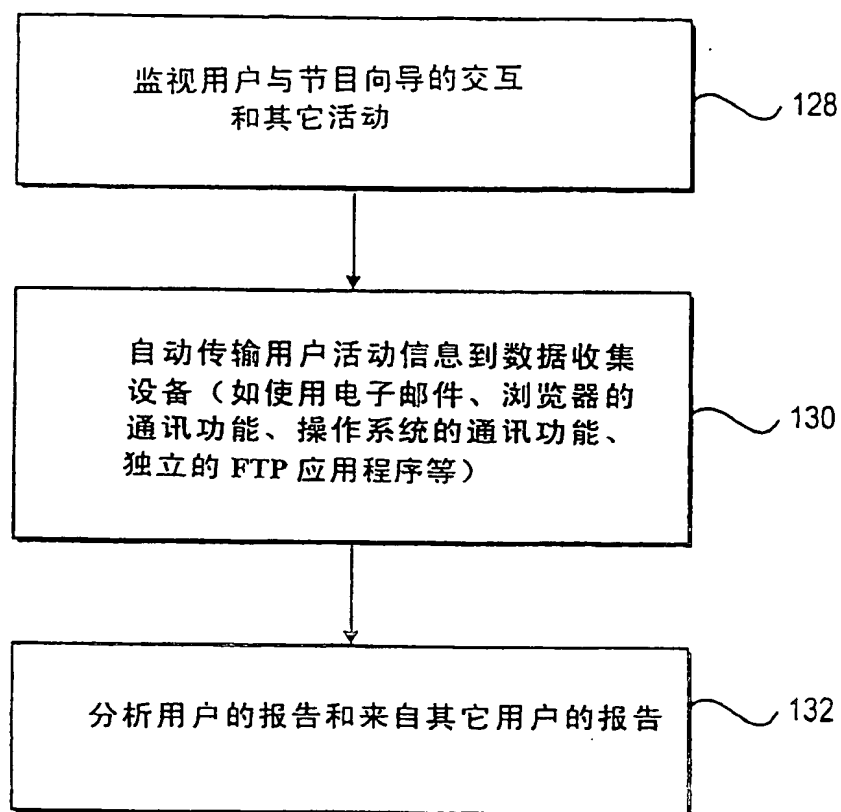 监视用户与节目向导的交互
和其它活动
128
自动传输用户活动信息到数据收集
设备（如使用电子邮件、浏览器的
通讯功能、操作系统的通讯功能、
独立的 FTP 应用程序等）
130
分析用户的报告和来自其它用户的报告
132